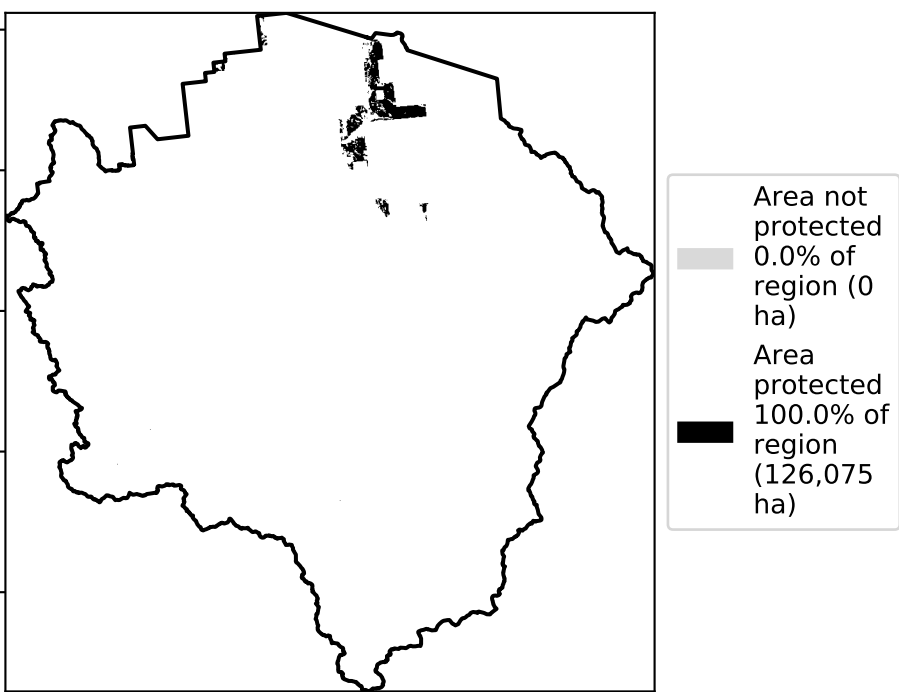 Area not
protected
0.0% of
region (0
ha)
Area
protected
100.0% of
region
(126,075
ha)